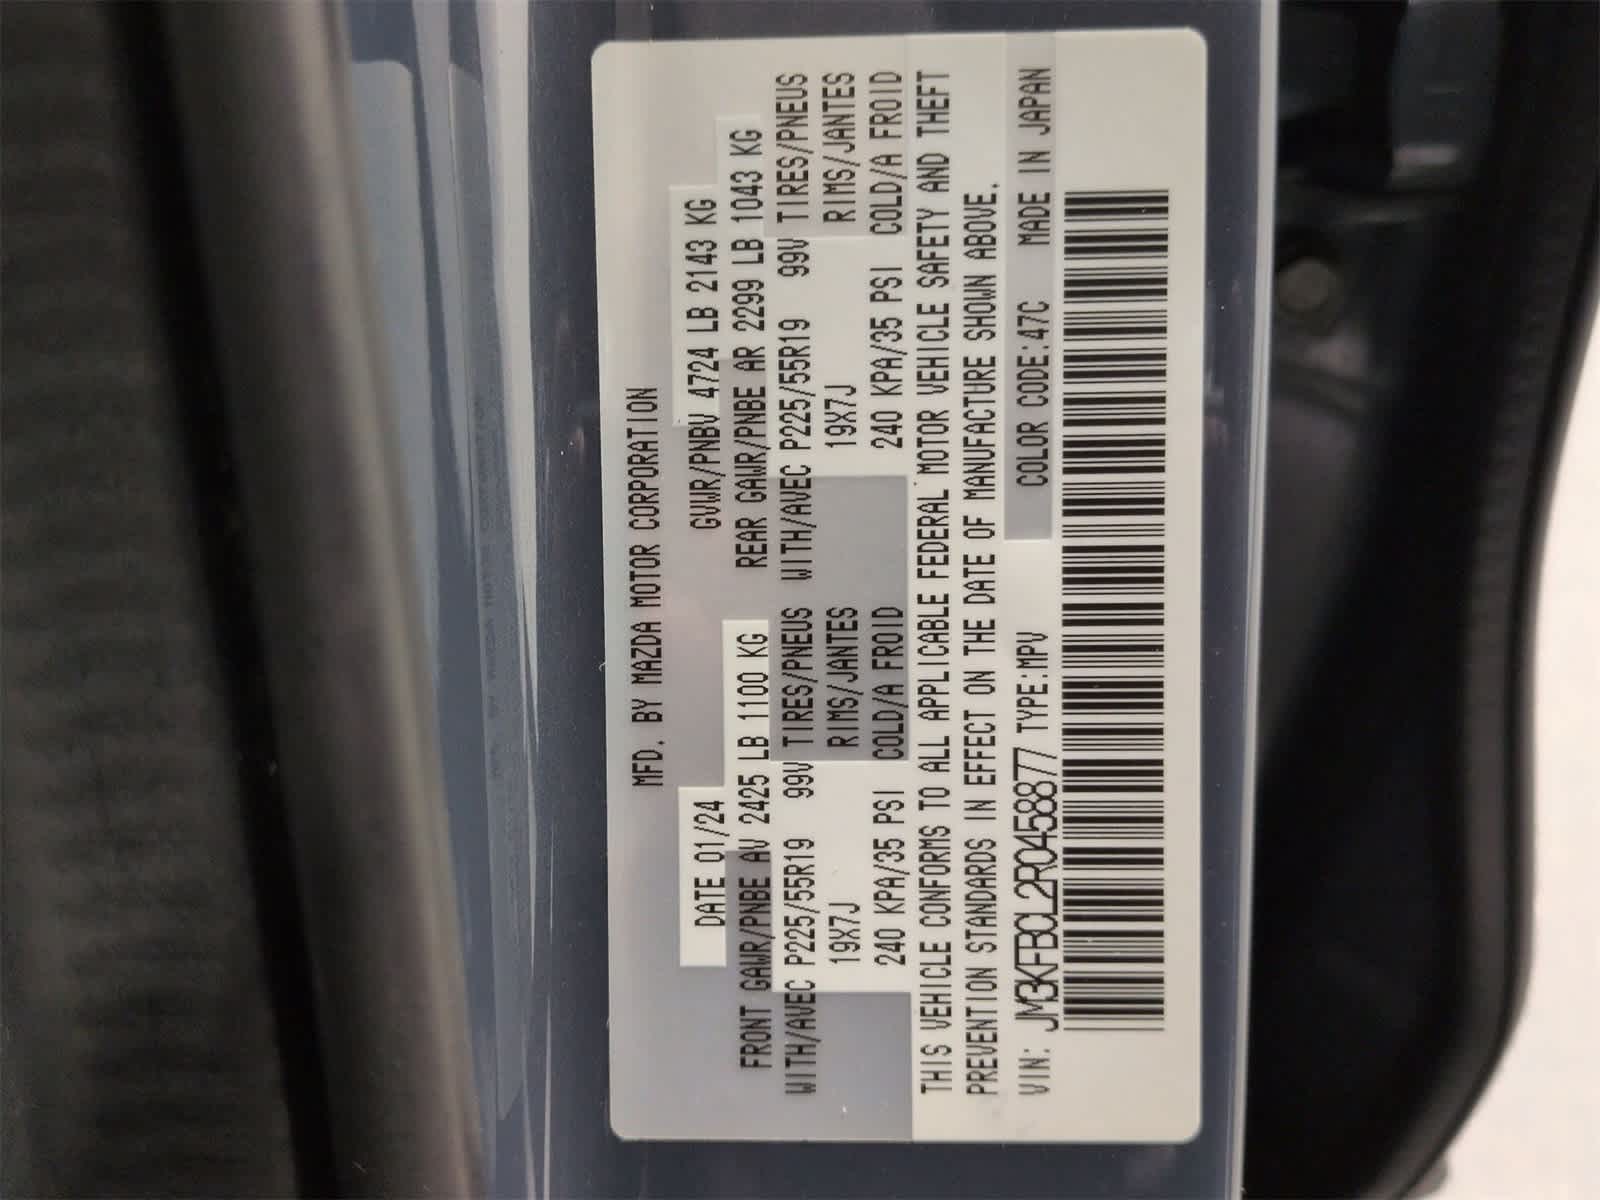 MFD. BY MAZDA MOTOR CORPORATION
DATE 01/24 GVWR/PNBV 4724 LB 2143 KG
FRONT GAWR/PNBE AV 2425 LB 1100 KG REAR GAWR/PNBE AR 2299 LB 1043 KG
WITH/AVEC P225/55R19 99V TIRES/PNEUS WITH/AVEC P225/55R19 99V TIRES/PNEUS
19X7J RIMS/JANTES 19X7J RIMS/JANTES
240 KPA/35 PSI COLD/A FROID 240 KPA/35 PSI COLD/A FROID
THIS VEHICLE CONFORMS TO ALL APPLICABLE FEDERAL MOTOR VEHICLE SAFETY AND THEFT
PREVENTION STANDARDS IN EFFECT ON THE DATE OF MANUFACTURE SHOWN ABOVE.
VIN: JM3KFBCL2R0458877 TYPE:MPV COLOR CODE:47C MADE IN JAPAN